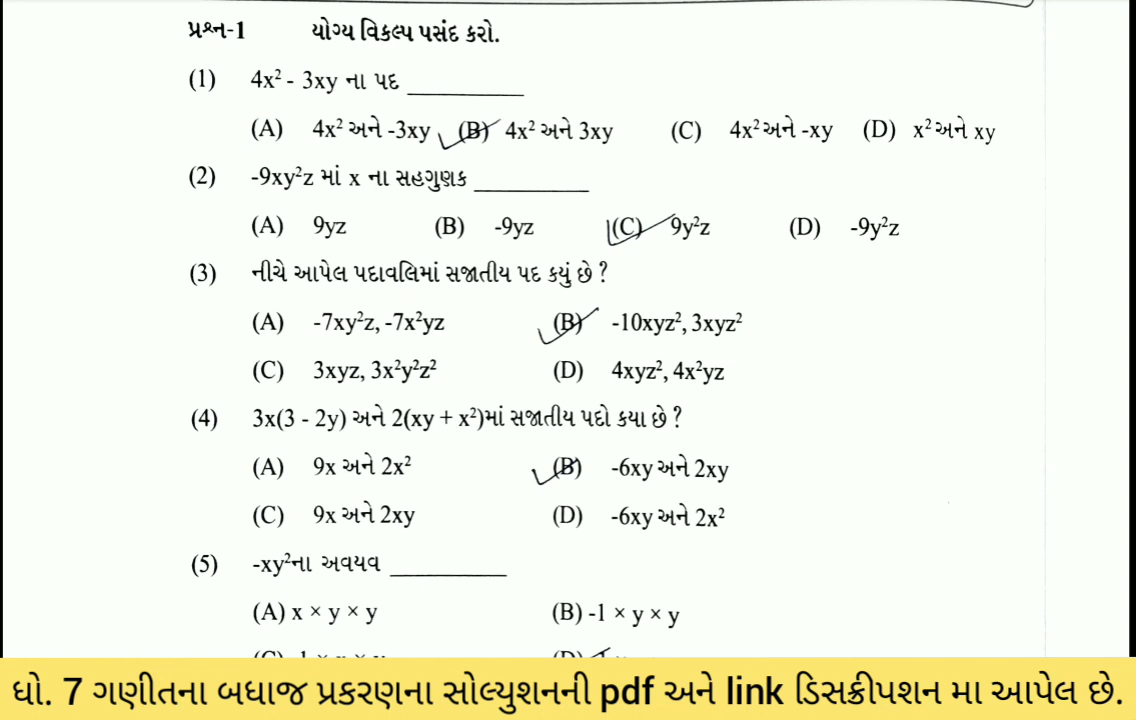 પ્રશ્ન-1 યોગ્ય વિકલ્પ પસંદ કરો.
(1) 4x² - 3xy ના પદ __________
(A) 4x² અને -3xy (B) 4x² અને 3xy (C) 4x² અને -xy (D) x² અને xy
(2) -9xy²z માં x ના સહગુણક __________
(A) 9yz (B) -9yz (C) 9y²z (D) -9y²z
(3) નીચે આપેલ પદાવલિમાં સજાતીય પદ કયું છે ?
(A) -7xy²z, -7x²yz (B) -10xyz², 3xyz²
(C) 3xyz, 3x²y²z² (D) 4xyz², 4x²yz
(4) 3x(3 - 2y) અને 2(xy + x²)માં સજાતીય પદો કયા છે ?
(A) 9x અને 2x² (B) -6xy અને 2xy
(C) 9x અને 2xy (D) -6xy અને 2x²
(5) -xy²ના અવયવ __________
(A) x × y × y (B) -1 × y × y
ધો. 7 ગણીતના બધાજ પ્રકરણના સોલ્યુશનની pdf અને link ડિસક્રીપશન મા આપેલ છે.